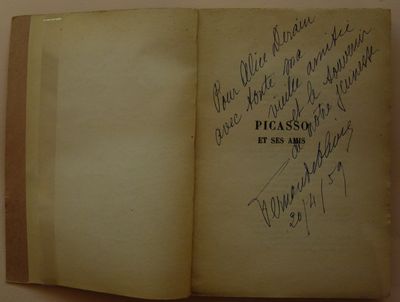 Pour Alice Derain
avec toute ma
vieille amitié
et le souvenir
de notre jeunesse
PICASSO
ET SES AMIS
Fernande Olivier
20/4/59